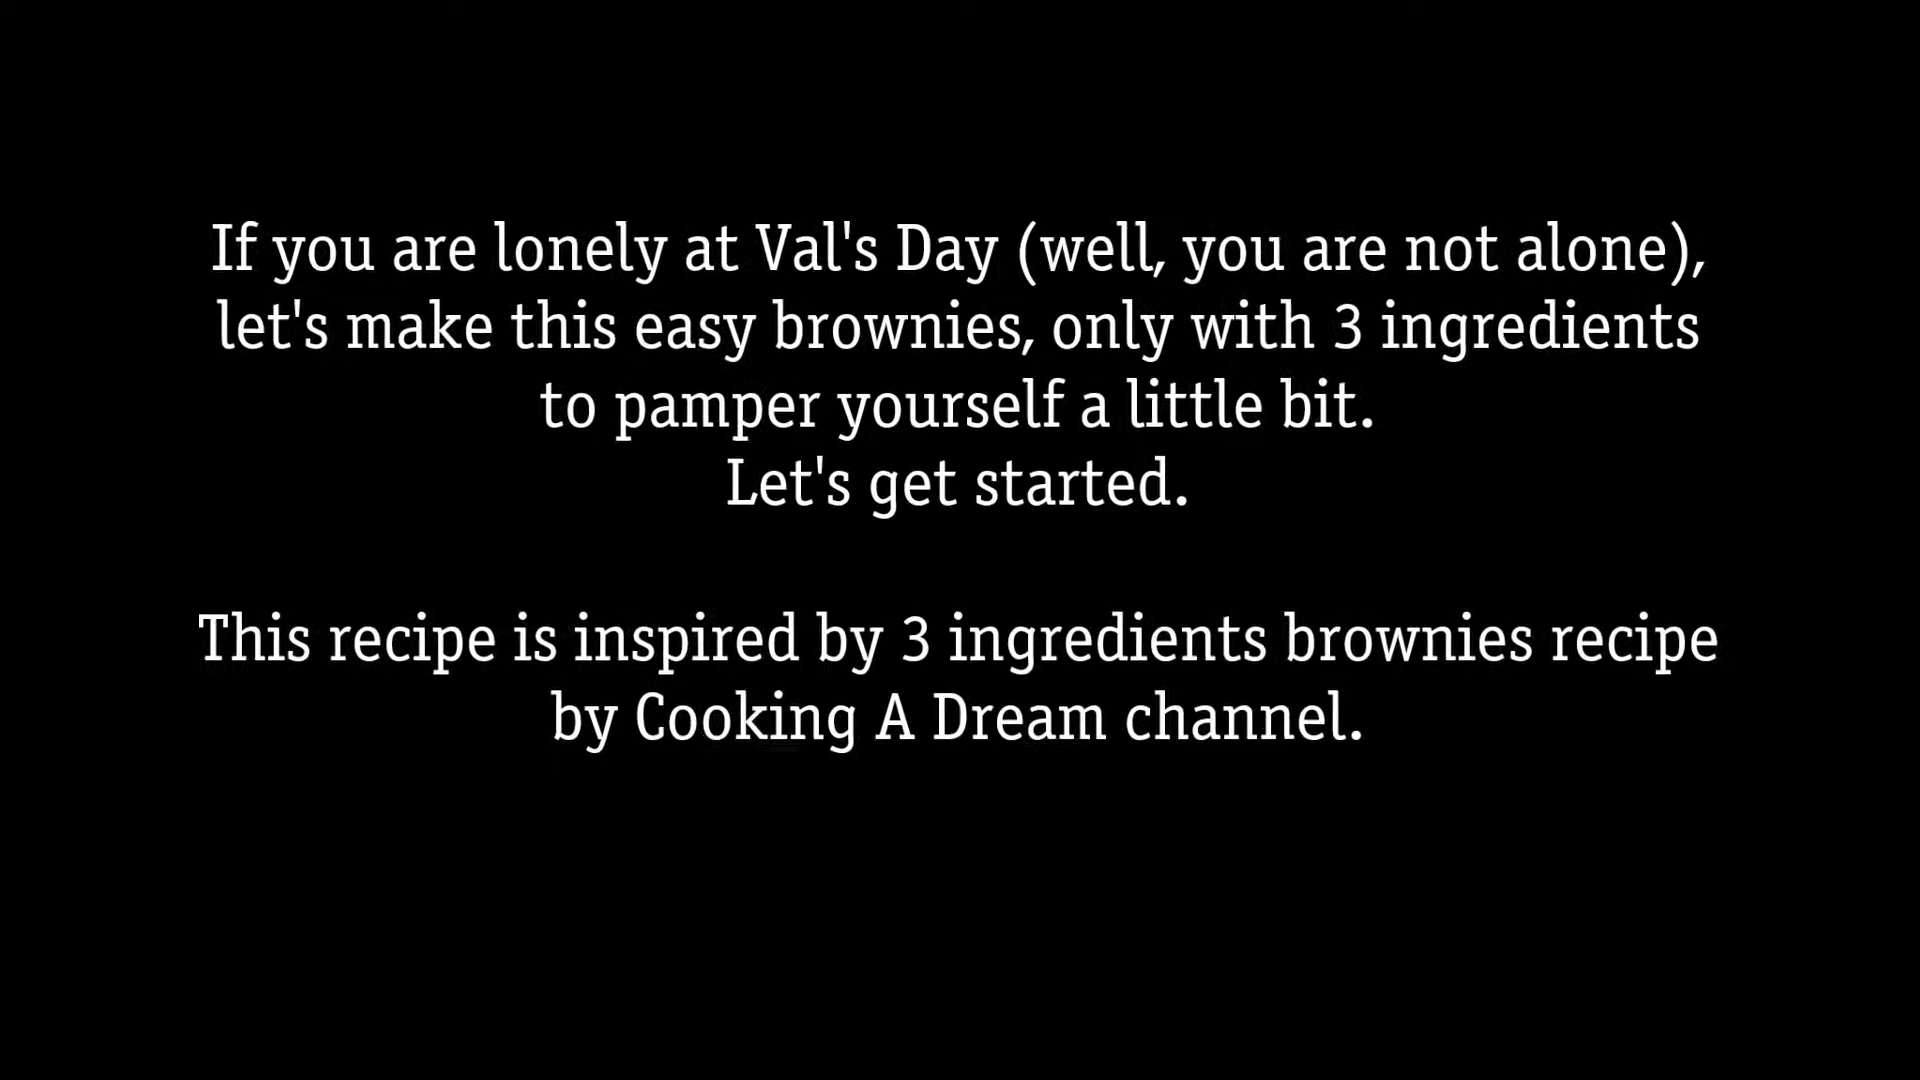 If you are lonely at Val's Day (well, you are not alone),
let's make this easy brownies, only with 3 ingredients
to pamper yourself a little bit.
Let's get started.
This recipe is inspired by 3 ingredients brownies recipe
by Cooking A Dream channel.